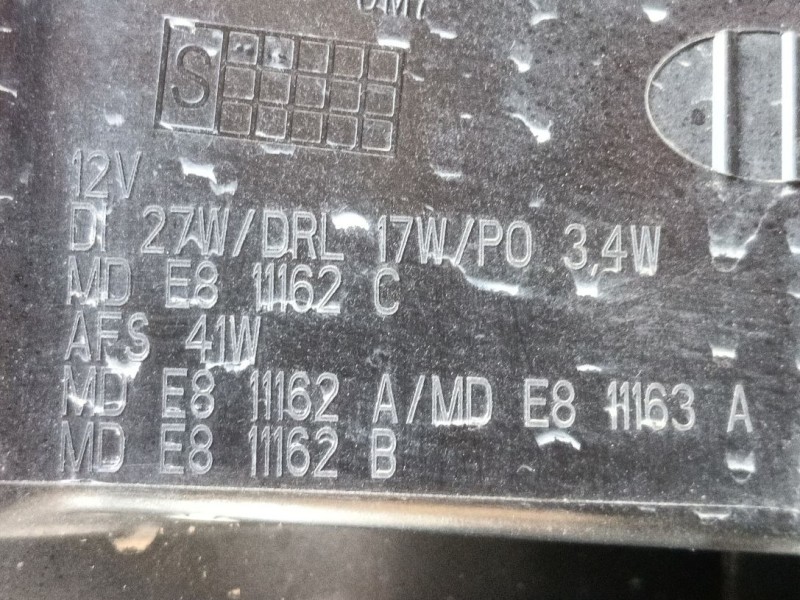 S
12V
DI 27W/DRL 17W/PO 3,4W
MD E8 11162 C
AFS 41W
MD E8 11162 A/MD E8 11163 A
MD E8 11162 B